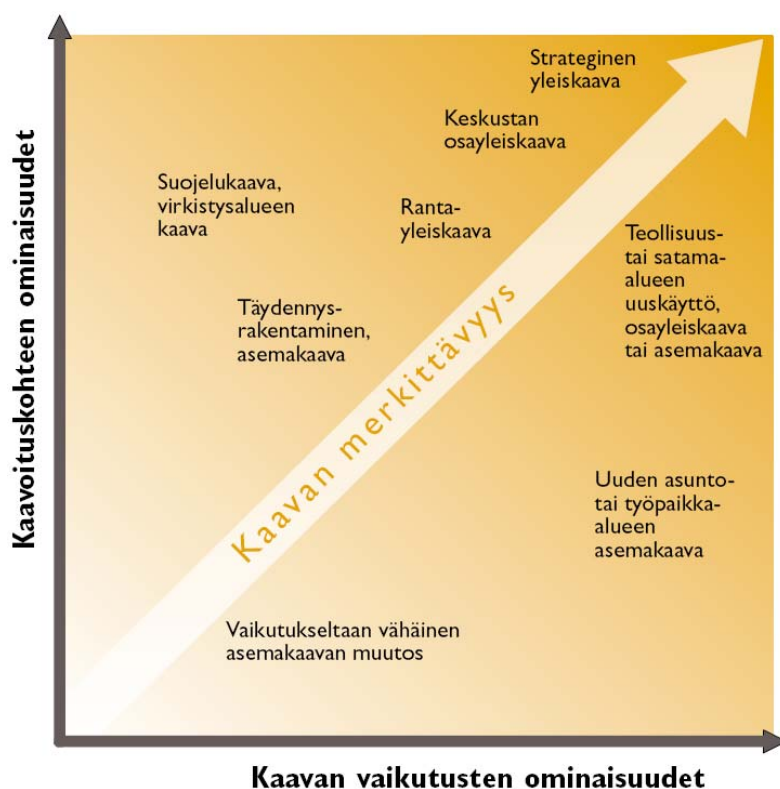 Kaavoituskohteen ominaisuudet
Strateginen
yleiskaava
Keskustan
osayleiskaava
Suojelukaava,
virkistysalueen
kaava
Ranta-
yleiskaava
Teollisuus-
tai satama-
alueen
uuskäyttö,
osayleiskaava
tai asemakaava
Täydennys-
rakentaminen,
asemakaava
Kaavan merkittävyys
Uuden asunto-
tai työpaikka-
alueen
asemakaava
Vaikutukseltaan vähäinen
asemakaavan muutos
Kaavan vaikutusten ominaisuudet